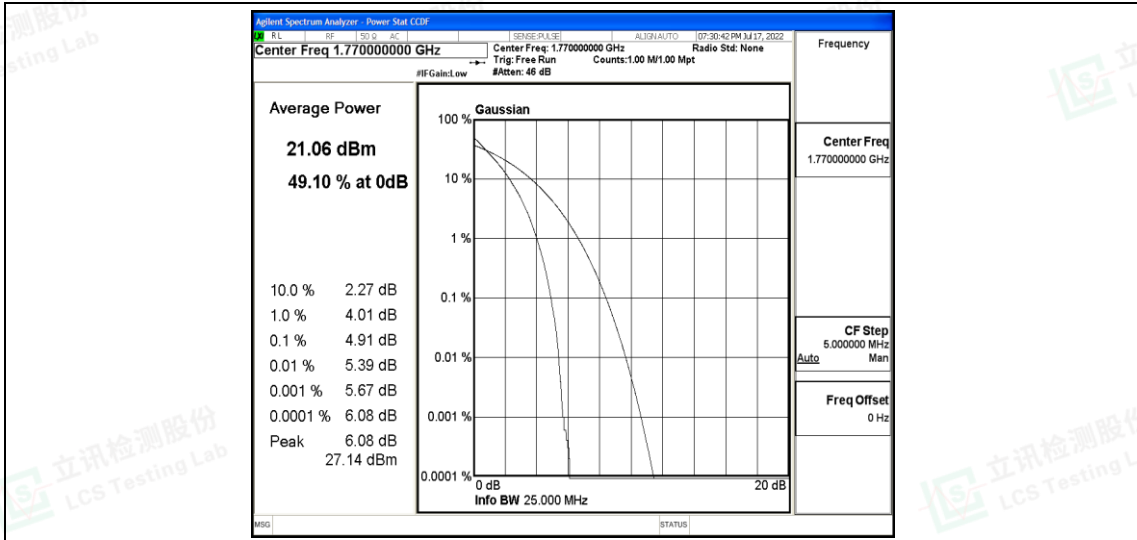 Agilent Spectrum Analyzer - Power Stat CCDF
LXI RL RF 50 Ω AC SENSE:PULSE ALIGN AUTO 07:30:42 PM Jul 17, 2022
Center Freq 1.770000000 GHz
Center Freq: 1.770000000 GHz Radio Std: None
Trig: Free Run Counts:1.00 M/1.00 Mpt
#IFGain:Low #Atten: 46 dB
Frequency
Average Power
21.06 dBm
49.10 % at 0dB
10.0 % 2.27 dB
1.0 % 4.01 dB
0.1 % 4.91 dB
0.01 % 5.39 dB
0.001 % 5.67 dB
0.0001 % 6.08 dB
Peak 6.08 dB
27.14 dBm
Gaussian
100 %
10 %
1 %
0.1 %
0.01 %
0.001 %
0.0001 %
0 dB 20 dB
Info BW 25.000 MHz
Center Freq
1.770000000 GHz
CF Step
5.000000 MHz
Auto Man
Freq Offset
0 Hz
MSG STATUS
立讯检测股份
LCS Testing Lab
立讯检测股份
LCS Testing L